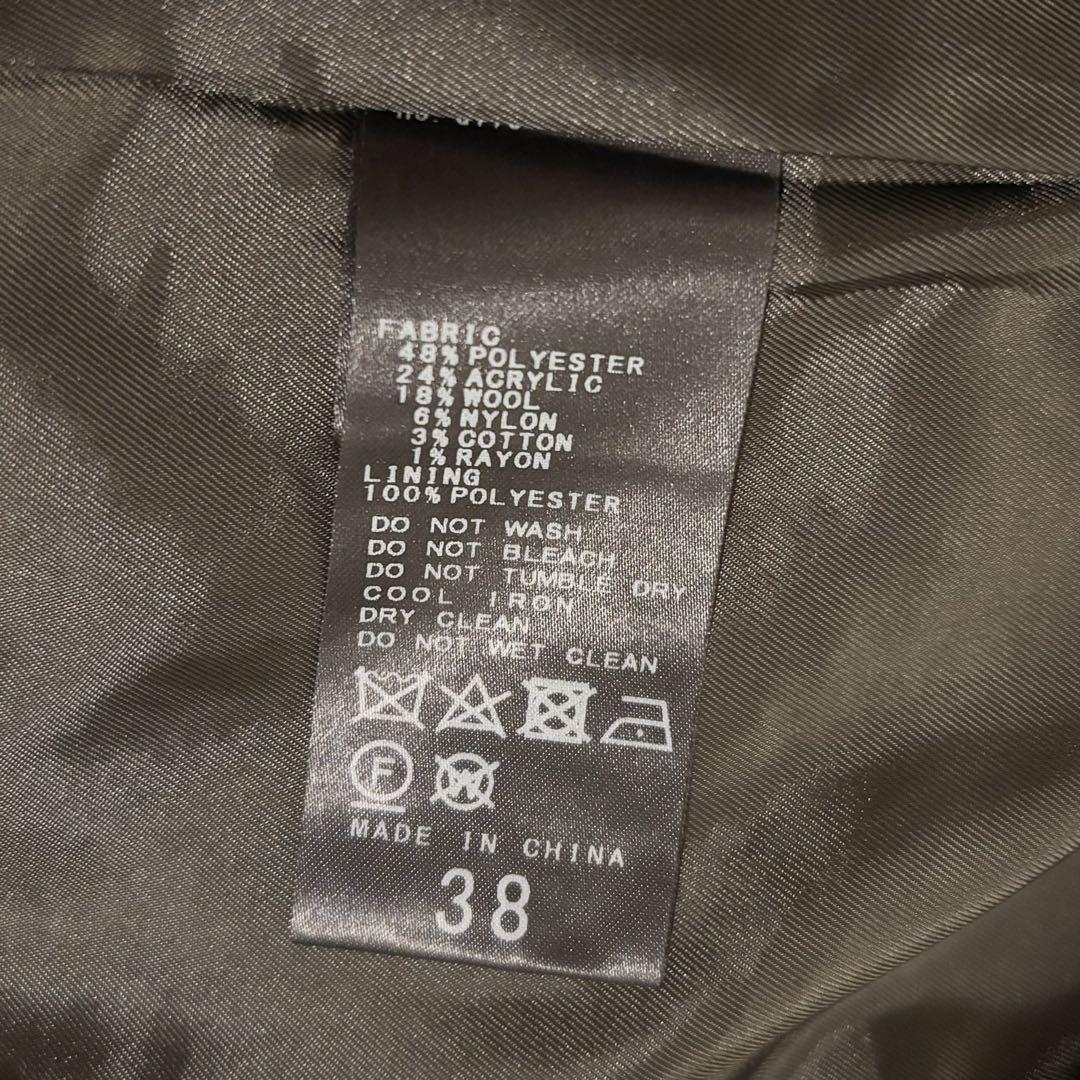 FABRIC
48% POLYESTER
24% ACRYLIC
18% WOOL
6% NYLON
3% COTTON
1% RAYON
LINING
100% POLYESTER
DO NOT WASH
DO NOT BLEACH
DO NOT TUMBLE DRY
COOL IRON
DRY CLEAN
DO NOT WET CLEAN
F W
MADE IN CHINA
38